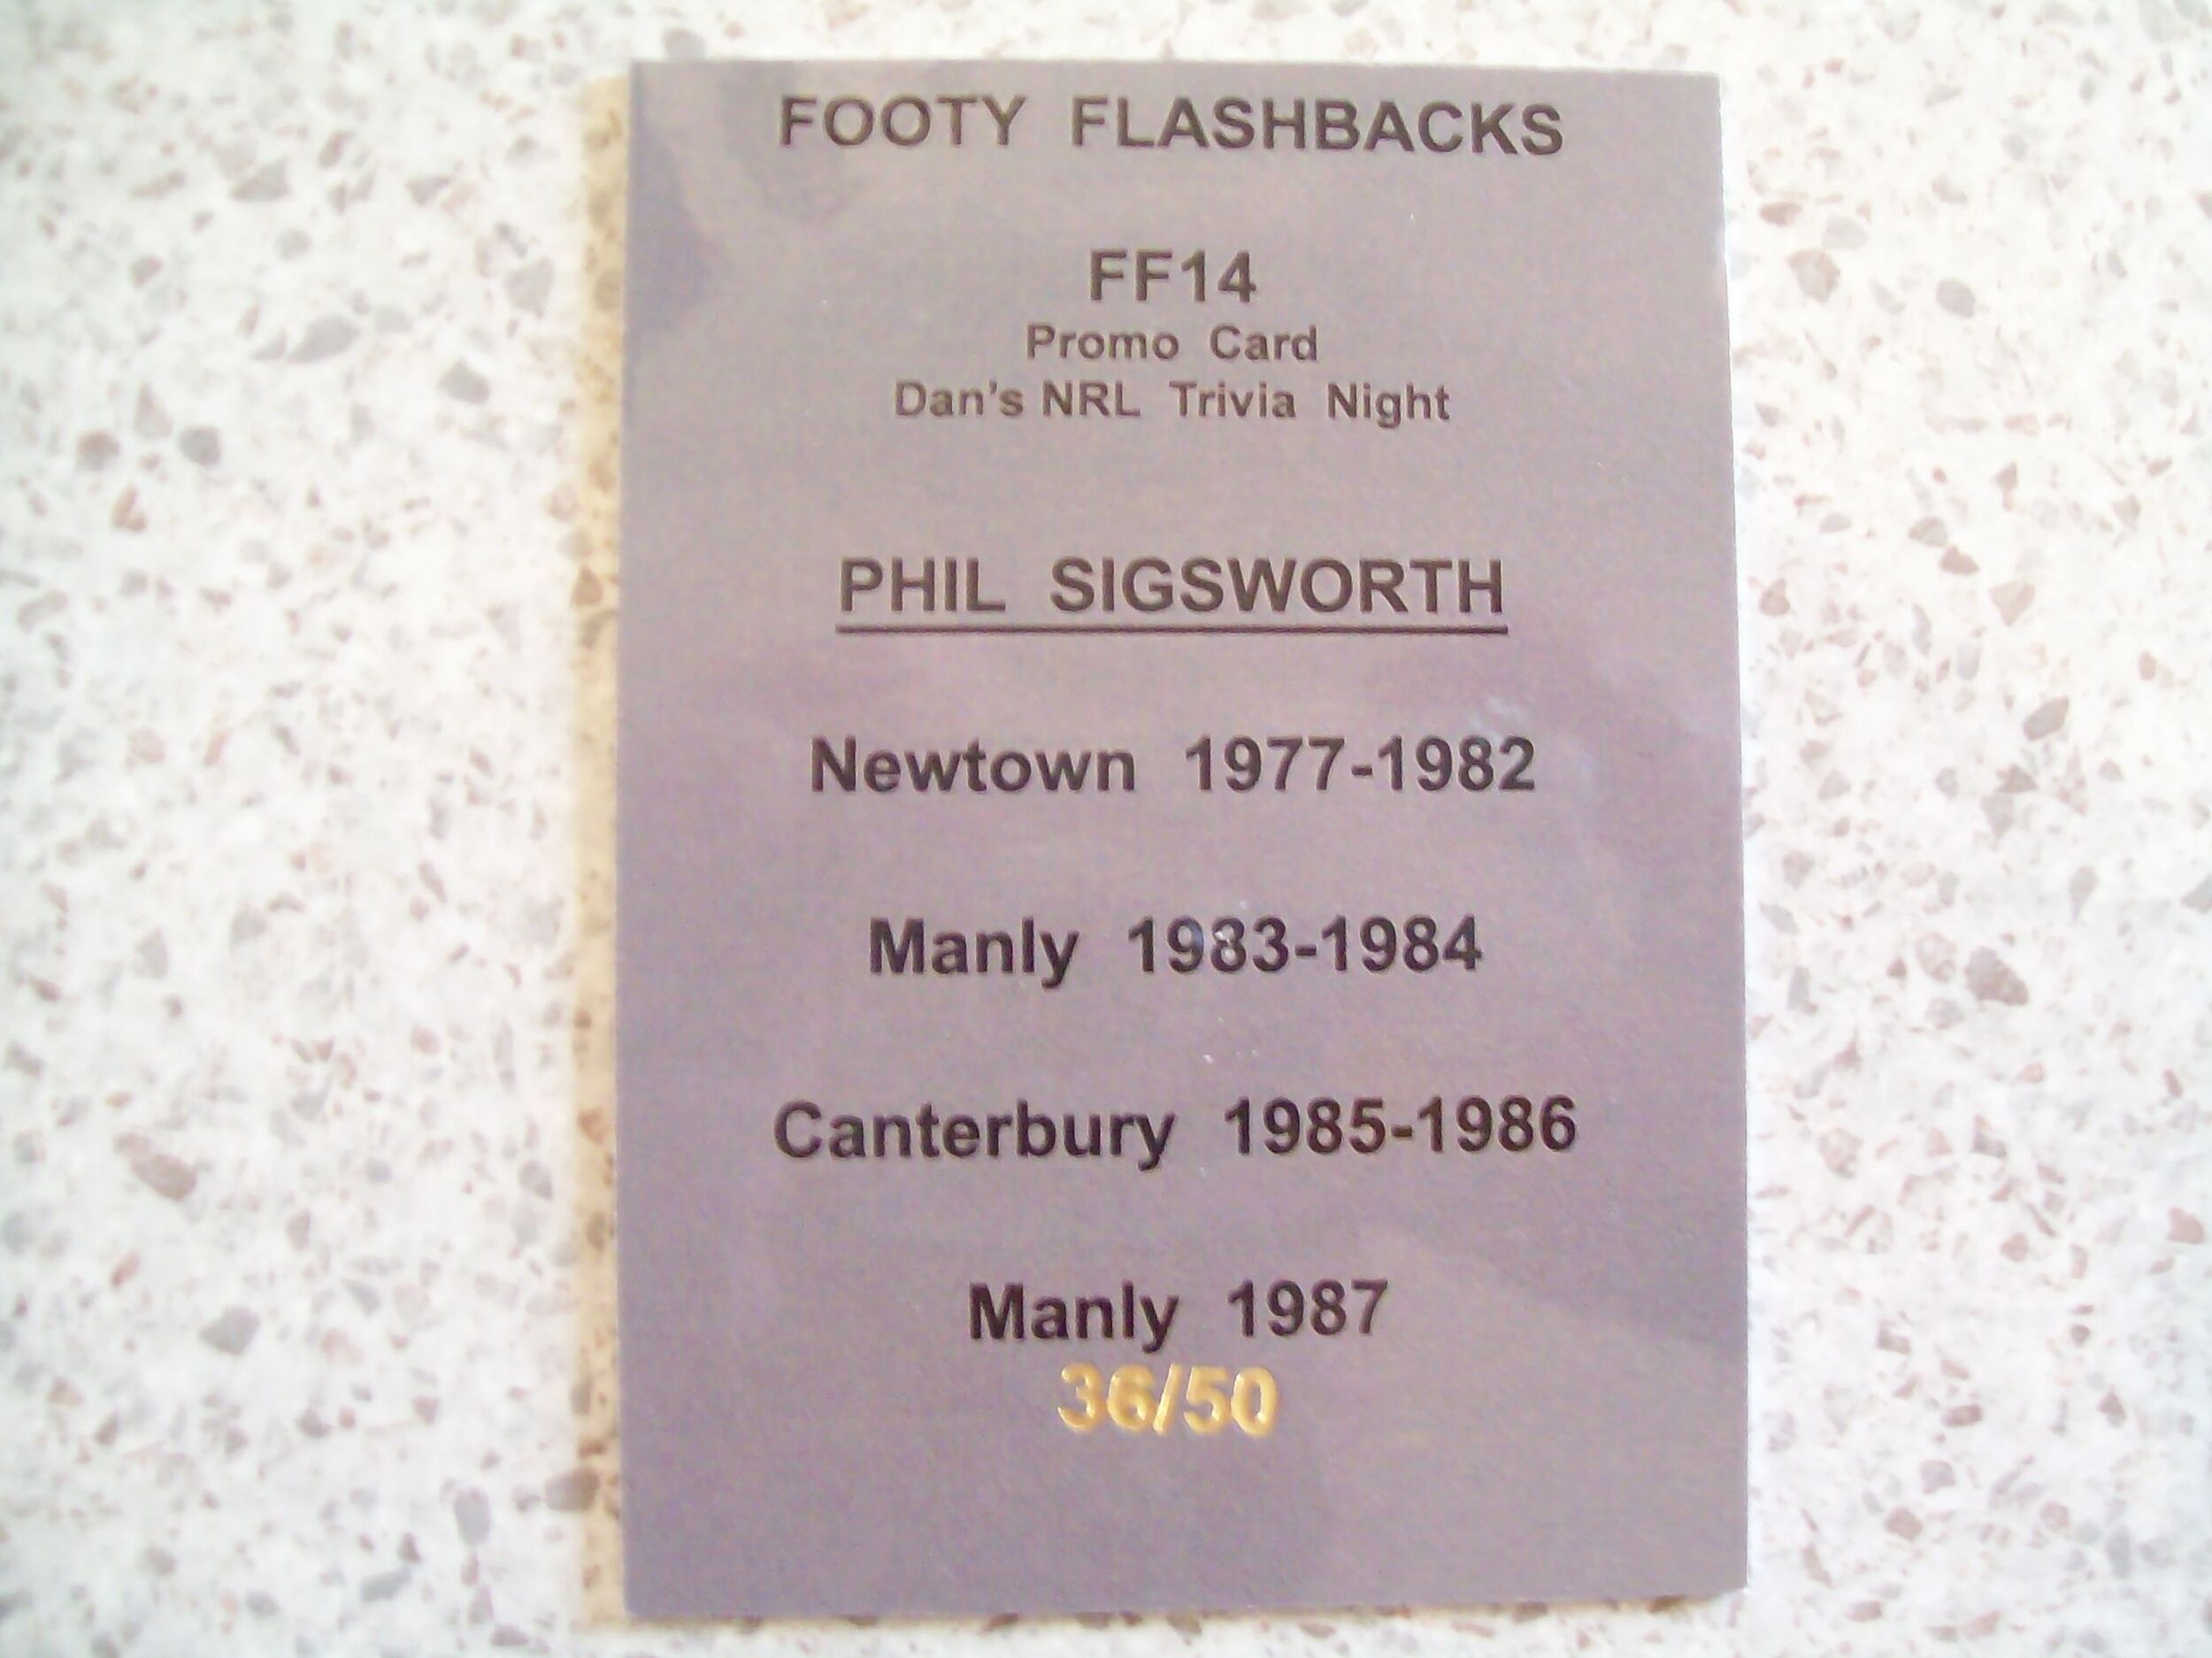 FOOTY FLASHBACKS
FF14
Promo Card
Dan's NRL Trivia Night
PHIL SIGSWORTH
Newtown 1977-1982
Manly 1983-1984
Canterbury 1985-1986
Manly 1987
36/50